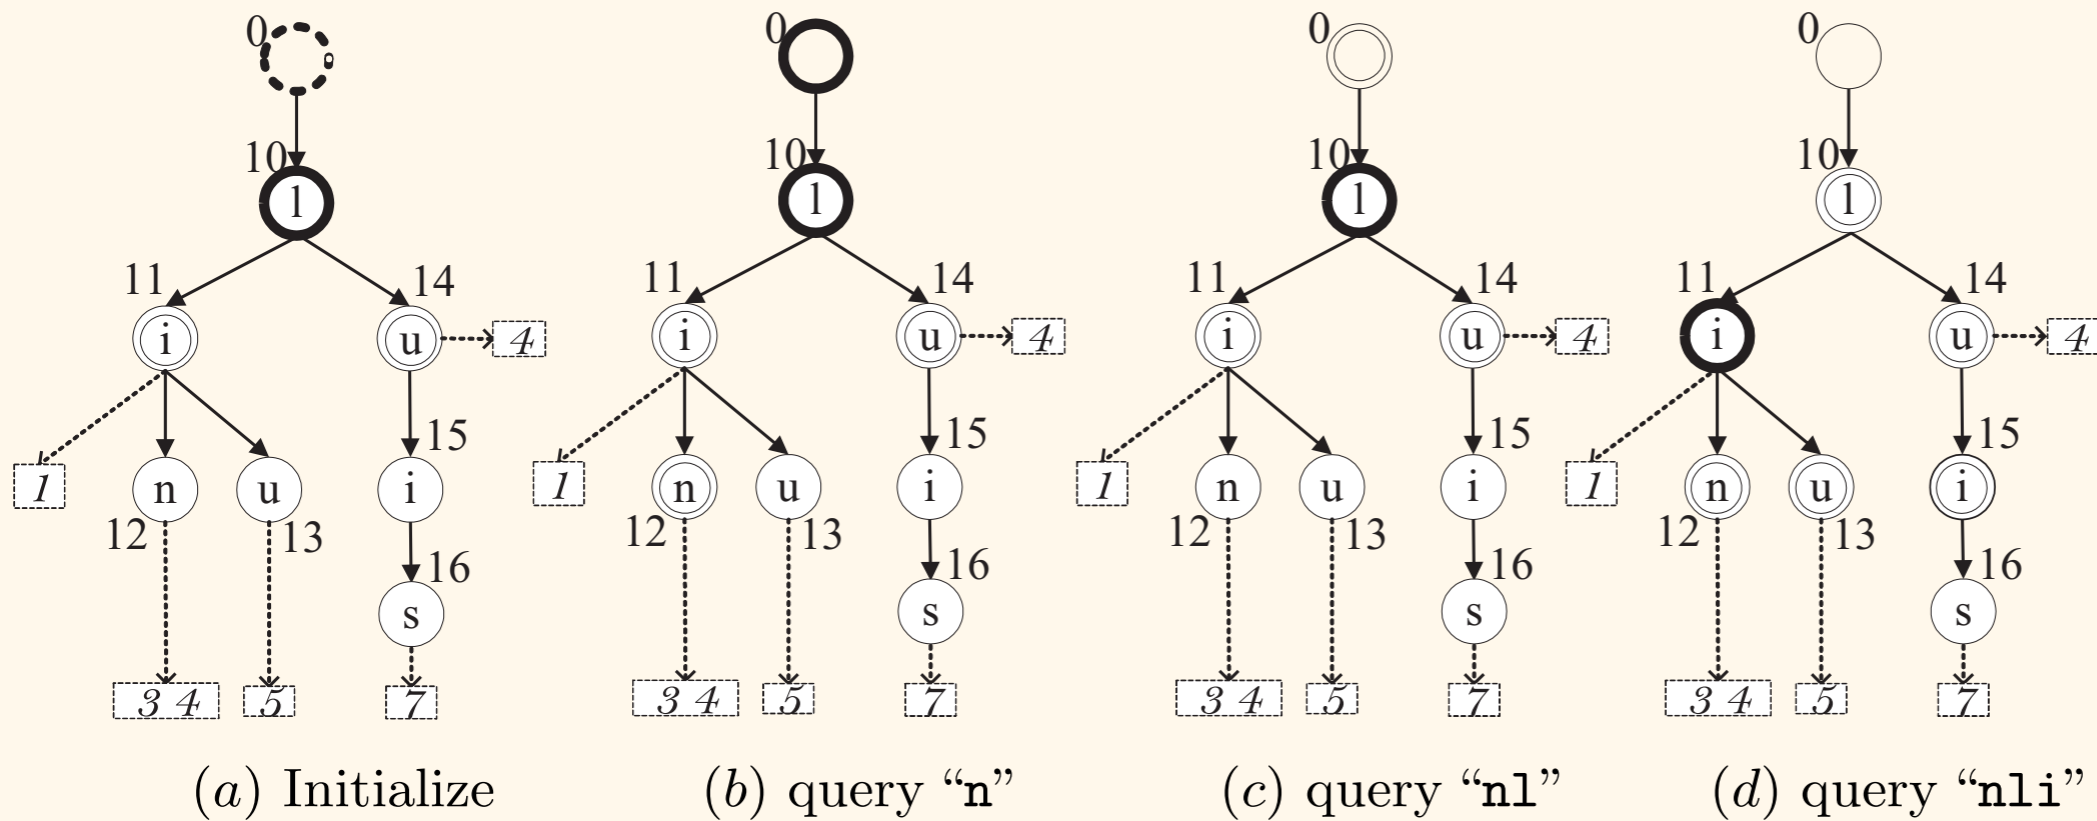 0 0 0 0
10 10 10 10
l l l l
11 14 11 14 11 14 11 14
i u 4 i u 4 i u 4 i u 4
15 15 15 15
1 n u i 1 n u i 1 n u i 1 n u i
12 13 12 13 12 13 12 13
16 16 16 16
s s s s
3 4 5 7 3 4 5 7 3 4 5 7 3 4 5 7
(a) Initialize (b) query “n” (c) query “nl” (d) query “nli”